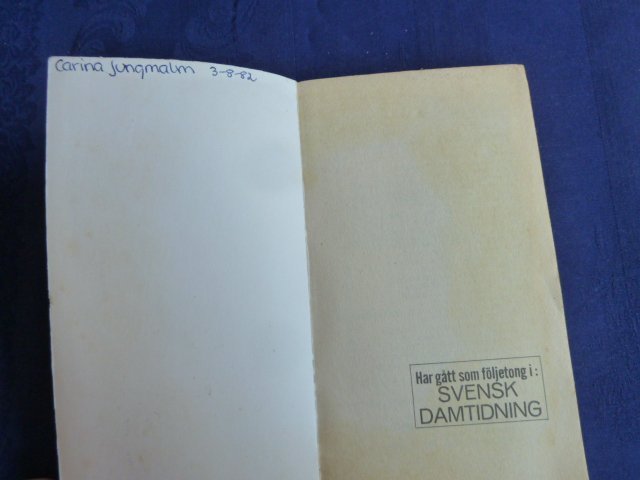 Carina Jungmalm 3-8-82
Har gått som följetong i:
SVENSK
DAMTIDNING